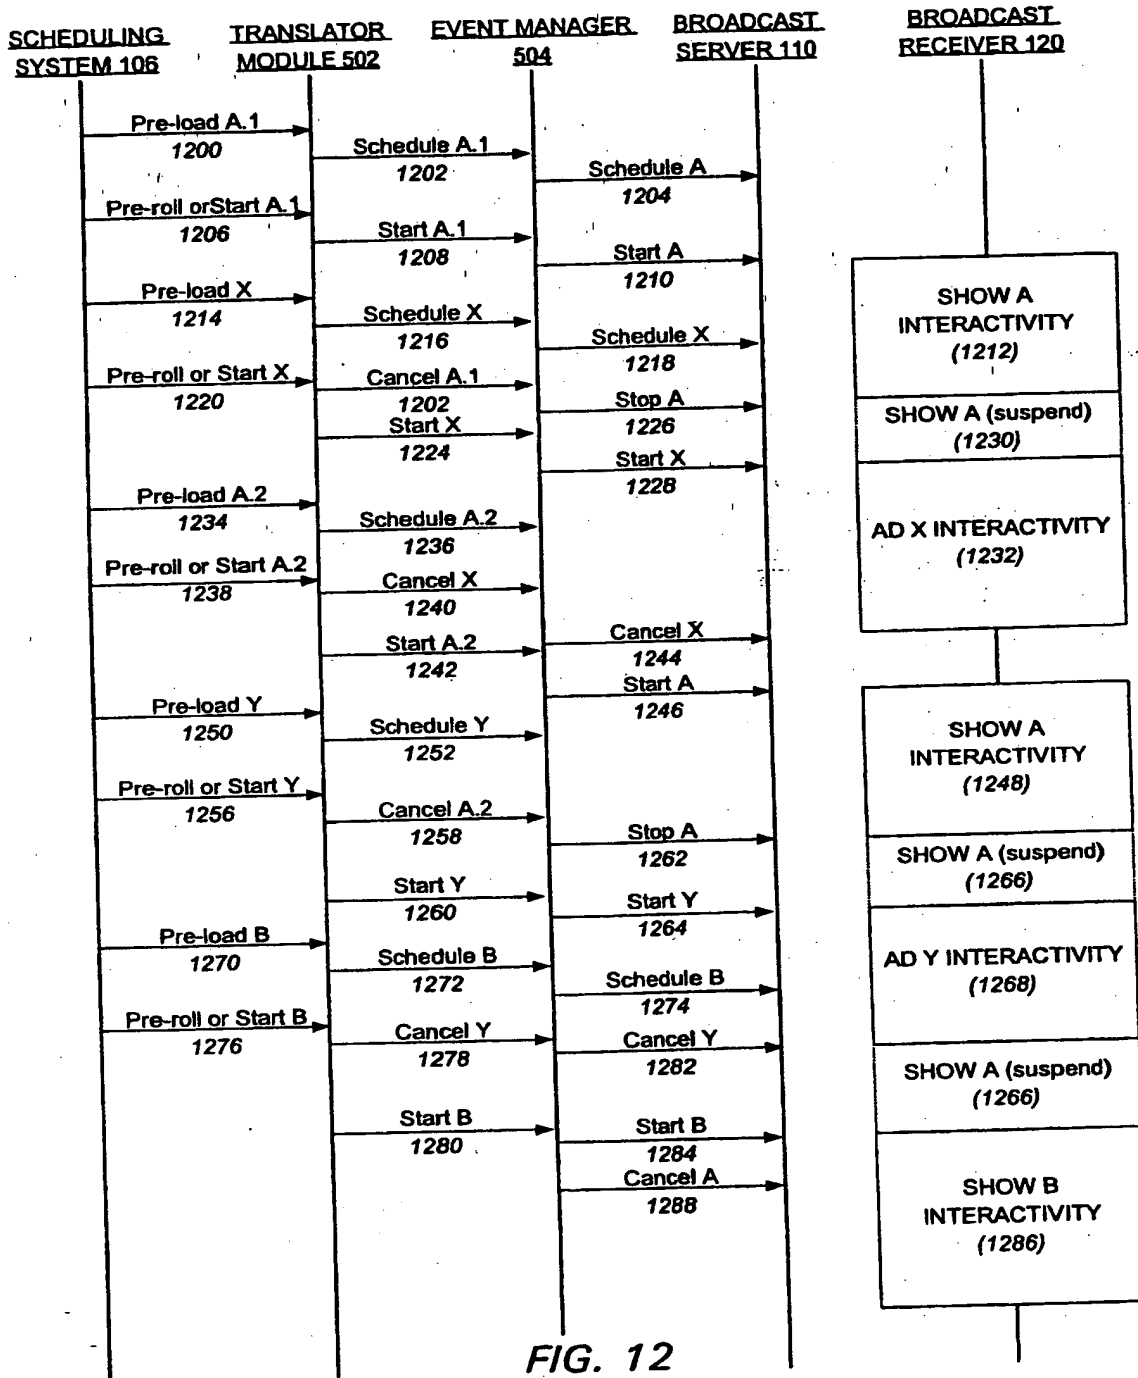 SCHEDULING
SYSTEM 106
TRANSLATOR
MODULE 502
EVENT MANAGER
504
BROADCAST
SERVER 110
BROADCAST
RECEIVER 120
Pre-load A.1
1200
Schedule A.1
1202
Schedule A
1204
Pre-roll orStart A.1
1206
Start A.1
1208
Start A
1210
SHOW A
INTERACTIVITY
(1212)
Pre-load X
1214
Schedule X
1216
Schedule X
1218
Pre-roll or Start X
1220
Cancel A.1
1202
Stop A
1226
SHOW A (suspend)
(1230)
Start X
1224
Start X
1228
Pre-load A.2
1234
Schedule A.2
1236
AD X INTERACTIVITY
(1232)
Pre-roll or Start A.2
1238
Cancel X
1240
Start A.2
1242
Cancel X
1244
Start A
1246
Pre-load Y
1250
Schedule Y
1252
SHOW A
INTERACTIVITY
(1248)
Pre-roll or Start Y
1256
Cancel A.2
1258
Stop A
1262
SHOW A (suspend)
(1266)
Start Y
1260
Start Y
1264
Pre-load B
1270
Schedule B
1272
Schedule B
1274
AD Y INTERACTIVITY
(1268)
Pre-roll or Start B
1276
Cancel Y
1278
Cancel Y
1282
SHOW A (suspend)
(1266)
Start B
1280
Start B
1284
Cancel A
1288
SHOW B
INTERACTIVITY
(1286)
FIG. 12